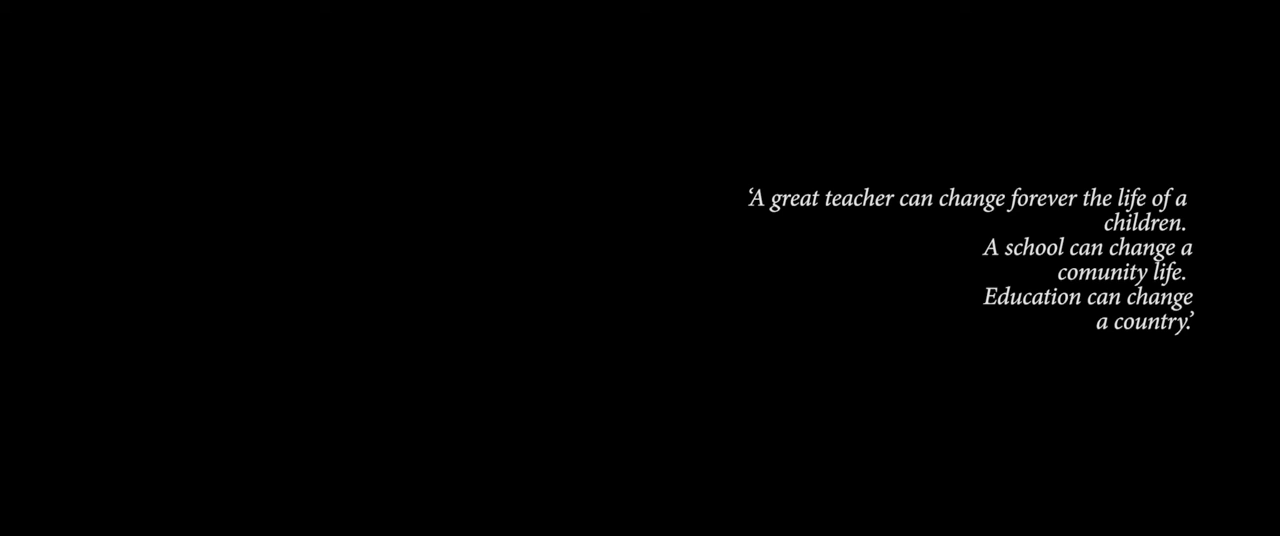 ‘A great teacher can change forever the life of a
children.
A school can change a
comunity life.
Education can change
a country.’